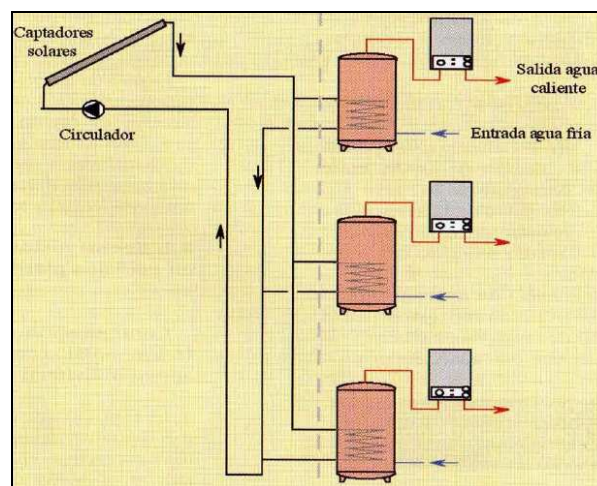 Captadores
solares
Circulador
Salida agua
caliente
Entrada agua fría